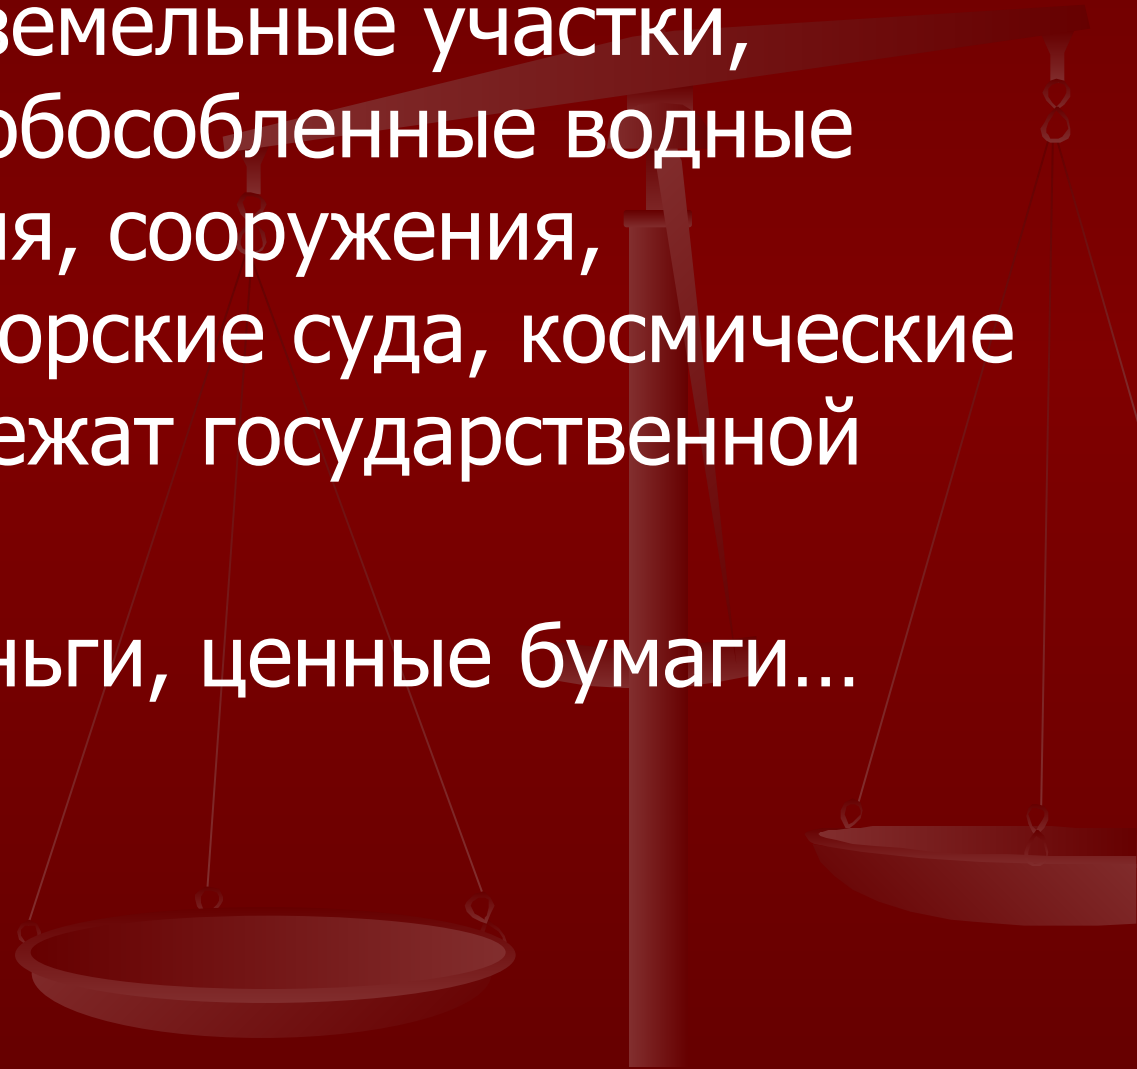 земельные участки,
обособленные водные
ия, сооружения,
орские суда, космические
ежат государственной
ньги, ценные бумаги...